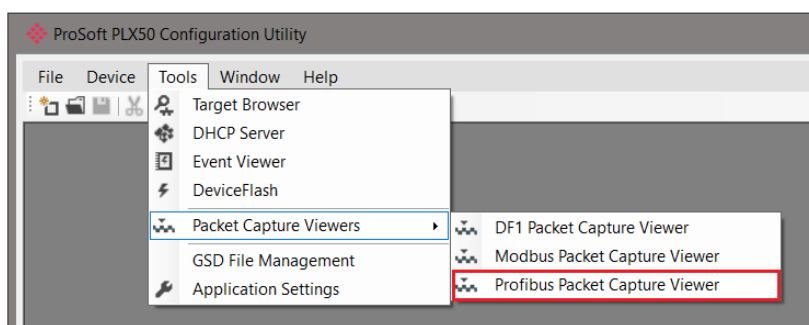 ProSoft PLX50 Configuration Utility
File Device Tools Window Help
Target Browser
DHCP Server
Event Viewer
DeviceFlash
Packet Capture Viewers
GSD File Management
Application Settings
DF1 Packet Capture Viewer
Modbus Packet Capture Viewer
Profibus Packet Capture Viewer